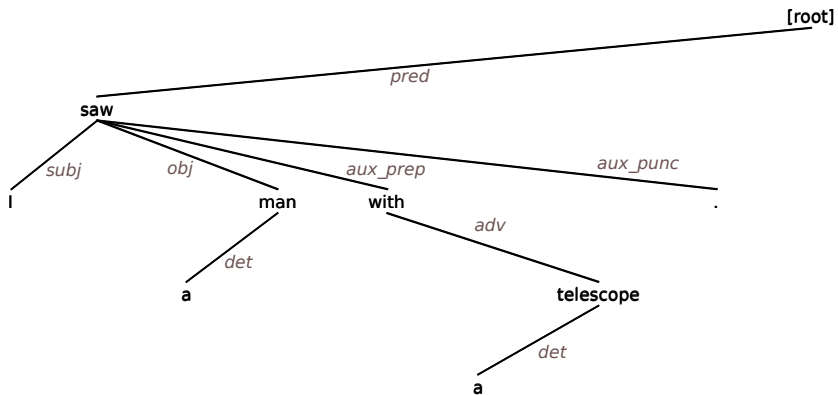 [root]
pred
saw
subj obj aux_prep aux_punc
I man with .
det adv
a telescope
det
a